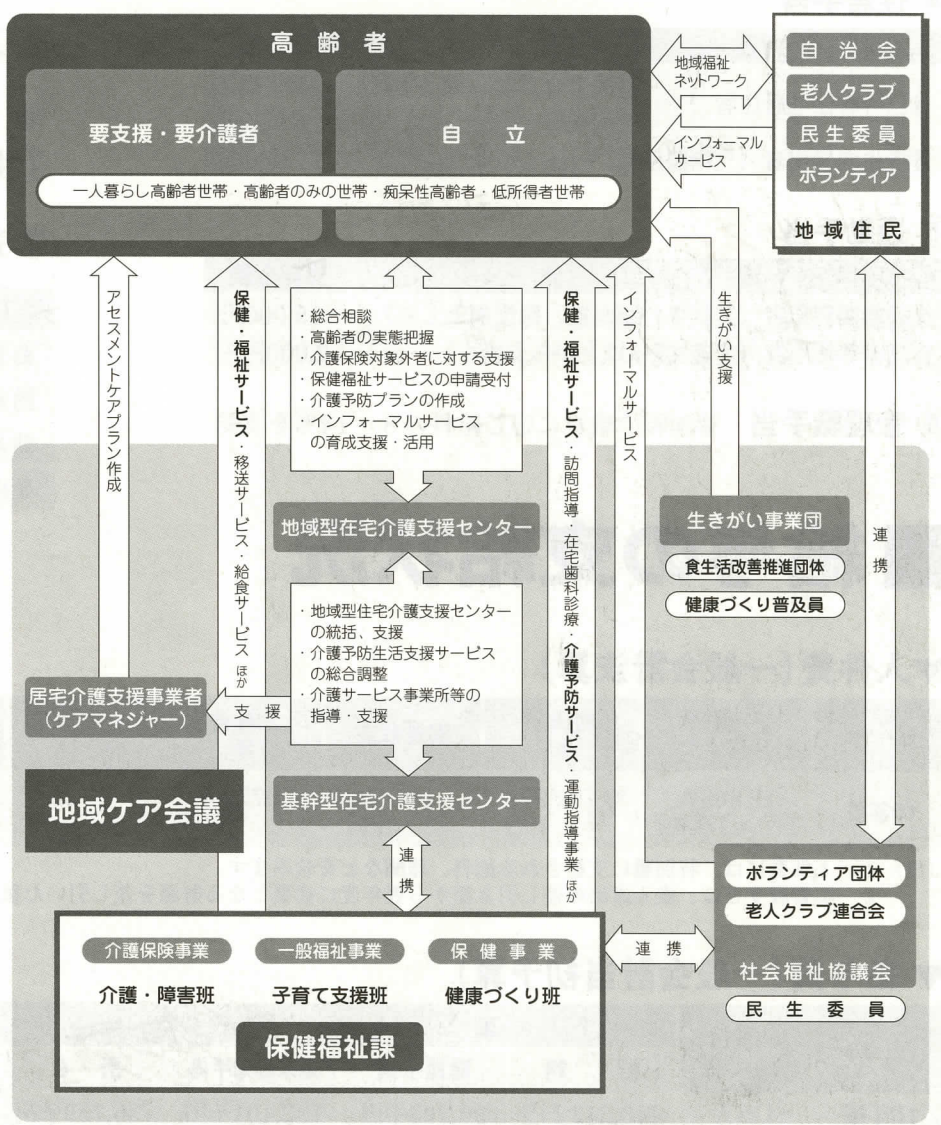 高齢者
要支援・要介護者
自立
一人暮らし高齢者世帯・高齢者のみの世帯・痴呆性高齢者・低所得者世帯
地域福祉
ネットワーク
インフォーマル
サービス
自治会
老人クラブ
民生委員
ボランティア
地域住民
アセスメントケアプラン作成
保健・福祉サービス・移送サービス・給食サービス ほか
・総合相談
・高齢者の実態把握
・介護保険対象外者に対する支援
・保健福祉サービスの申請受付
・介護予防プランの作成
・インフォーマルサービス
の育成支援・活用
保健・福祉サービス・訪問指導・在宅歯科診療・介護予防サービス・運動指導事業 ほか
インフォーマルサービス
生きがい支援
連携
地域型在宅介護支援センター
生きがい事業団
食生活改善推進団体
健康づくり普及員
・地域型住宅介護支援センター
の統括、支援
・介護予防生活支援サービス
の総合調整
・介護サービス事業所等の
指導・支援
居宅介護支援事業者
（ケアマネジャー）
支援
地域ケア会議
基幹型在宅介護支援センター
連携
ボランティア団体
老人クラブ連合会
社会福祉協議会
民生委員
連携
介護保険事業
一般福祉事業
保健事業
介護・障害班
子育て支援班
健康づくり班
保健福祉課